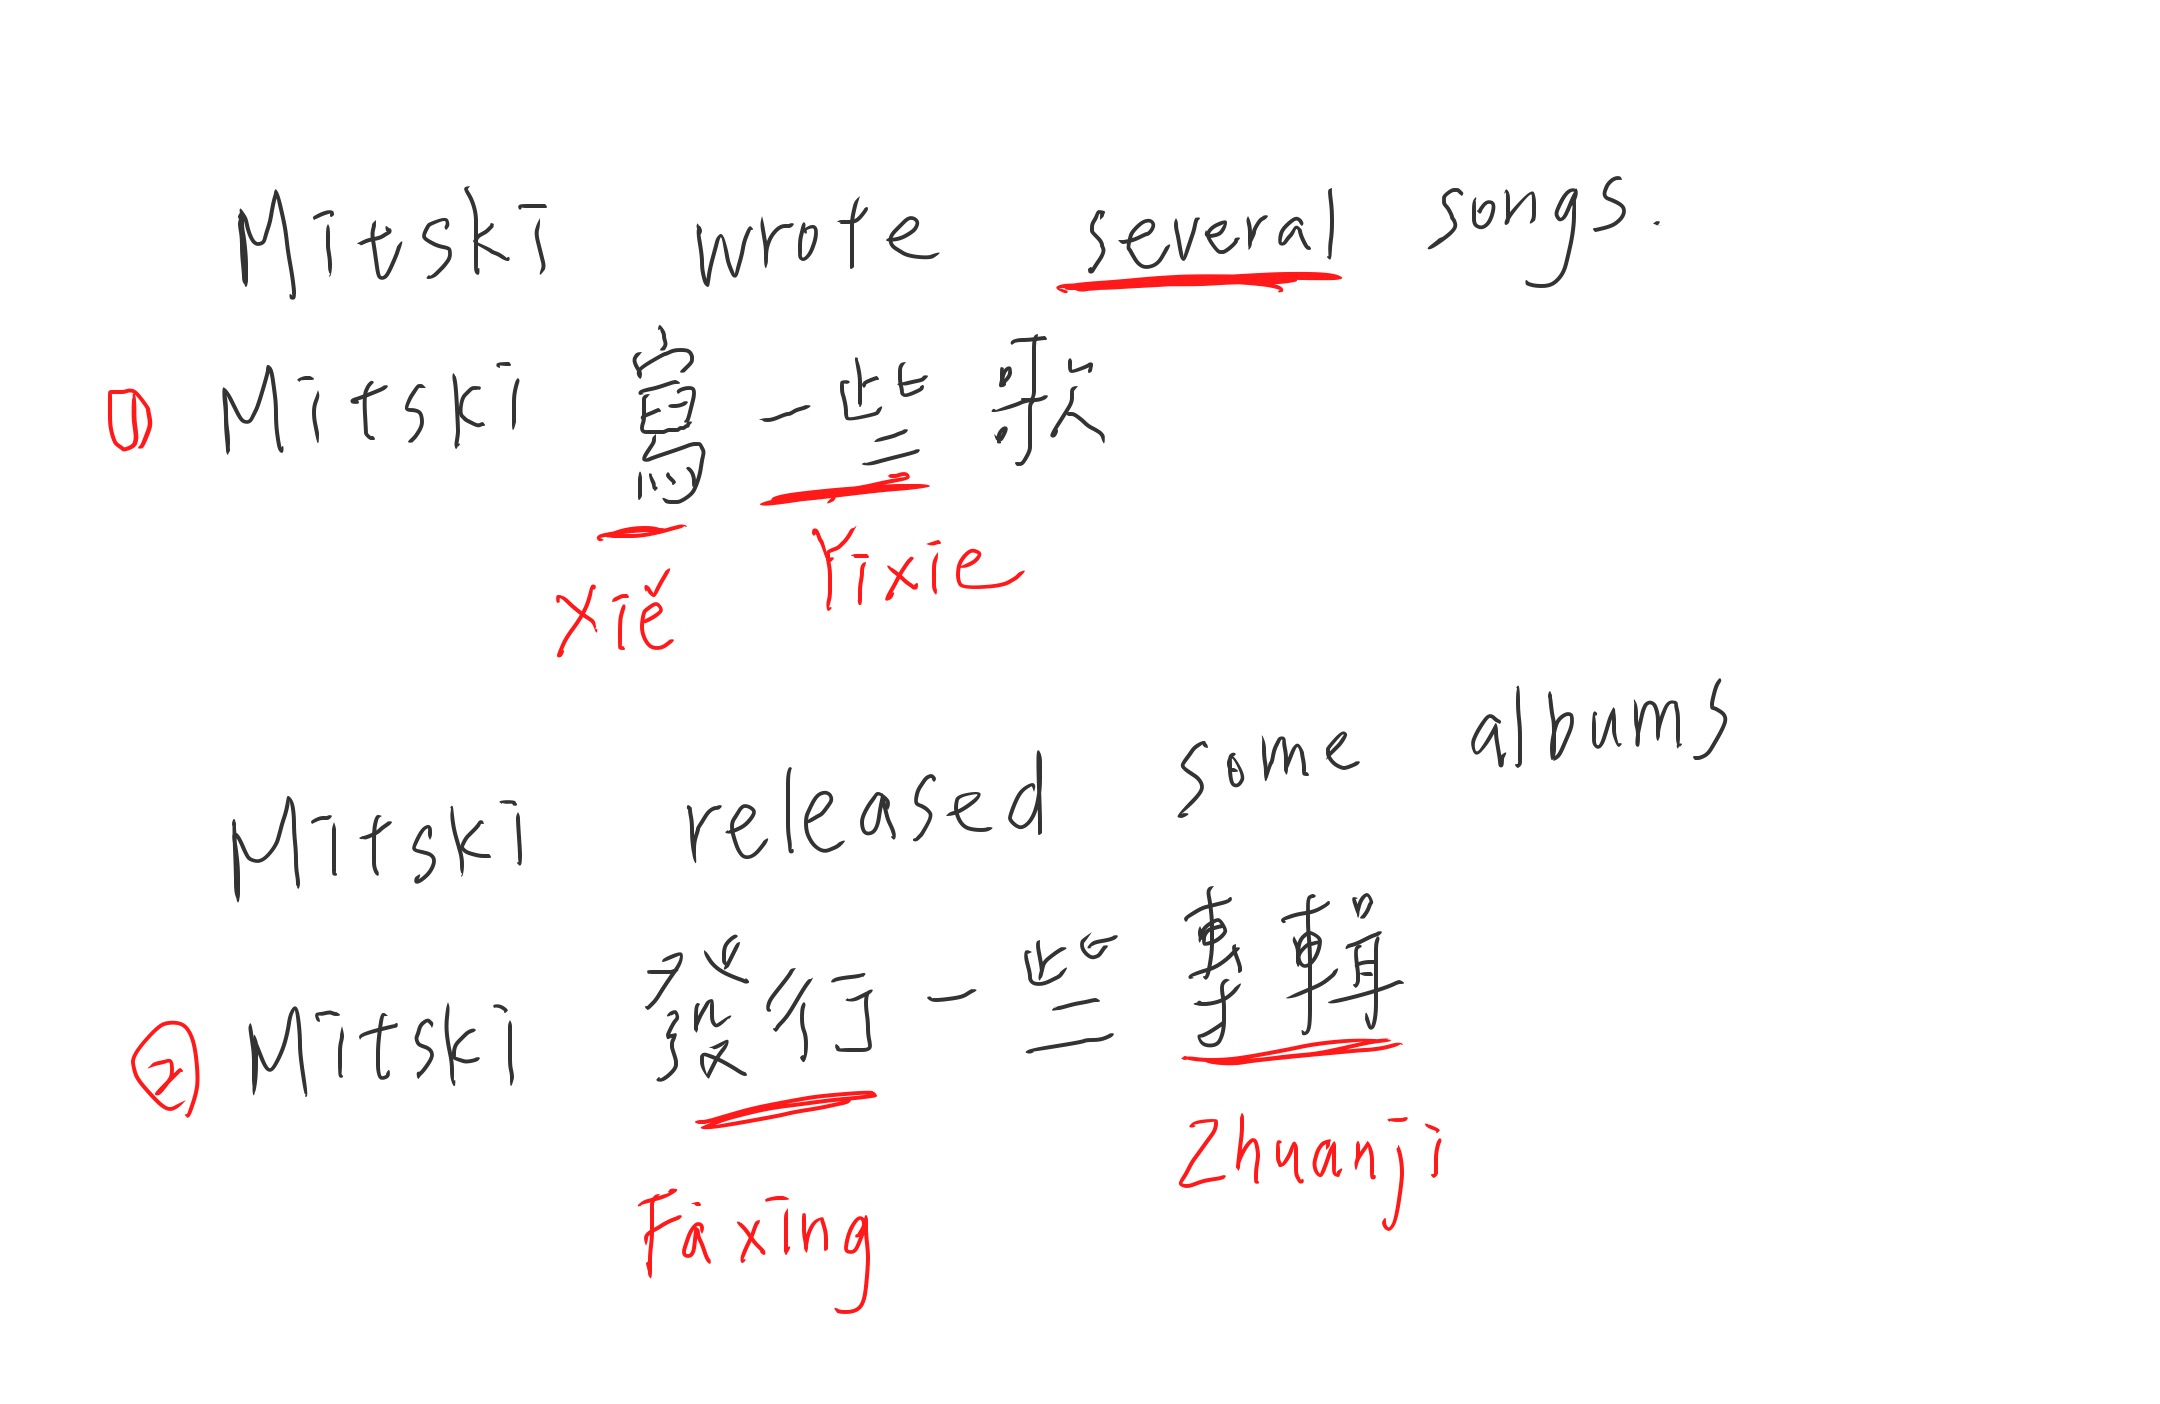 Mitski wrote several songs.
① Mitski 寫一些歌
Xiě Yixie
Mitski released some albums
② Mitski 發行一些專輯
Zhuanji
Fáxing